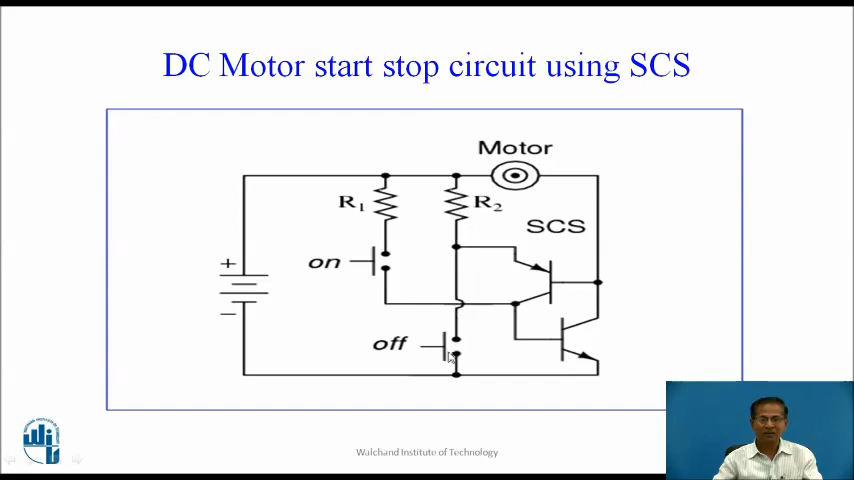 DC Motor start stop circuit using SCS
Motor
R1
R2
SCS
on
+
−
off
Walchand Institute of Technology